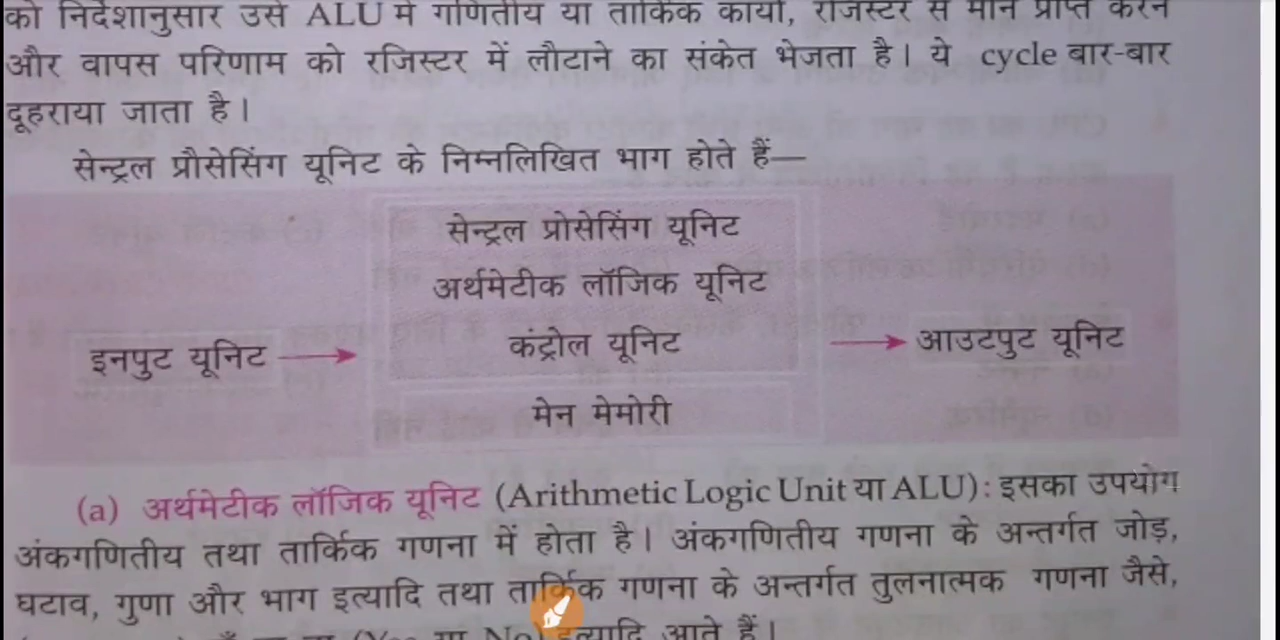 को निर्देशानुसार उसे ALU में गणितीय या तार्किक कार्यों, रजिस्टर से मान प्राप्त करने
और वापस परिणाम को रजिस्टर में लौटाने का संकेत भेजता है। ये cycle बार-बार
दूहराया जाता है।
सेन्ट्रल प्रौसेसिंग यूनिट के निम्नलिखित भाग होते हैं—
सेन्ट्रल प्रोसेसिंग यूनिट
अर्थमेटीक लॉजिक यूनिट
इनपुट यूनिट → कंट्रोल यूनिट → आउटपुट यूनिट
मेन मेमोरी
(a) अर्थमेटीक लॉजिक यूनिट (Arithmetic Logic Unit या ALU): इसका उपयोग
अंकगणितीय तथा तार्किक गणना में होता है। अंकगणितीय गणना के अन्तर्गत जोड़,
घटाव, गुणा और भाग इत्यादि तथा तार्किक गणना के अन्तर्गत तुलनात्मक गणना जैसे,
(Yes या No) इत्यादि आते हैं।